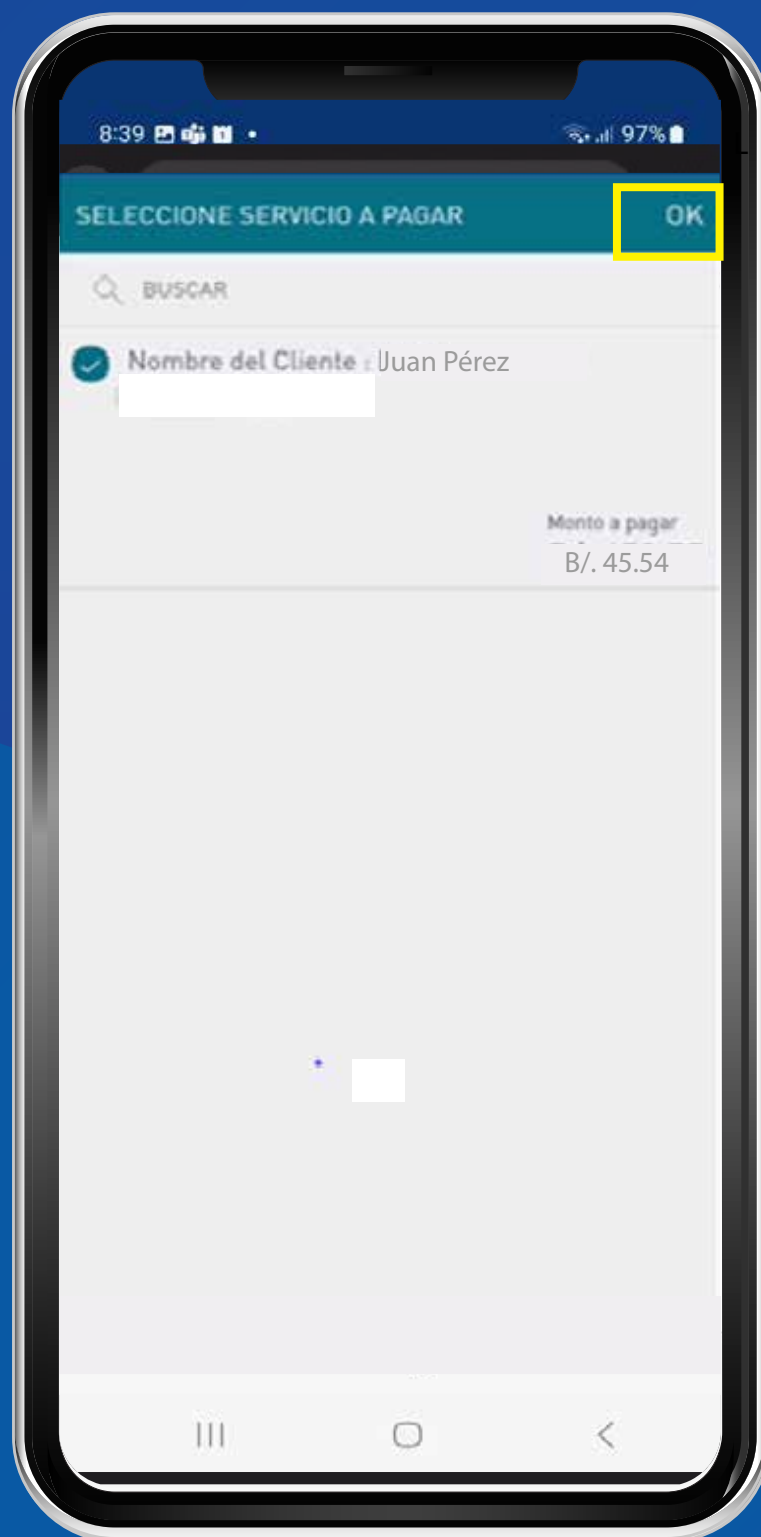 8:39
97%
SELECCIONE SERVICIO A PAGAR OK
BUSCAR
Nombre del Cliente : Juan Pérez
Monto a pagar
B/. 45.54